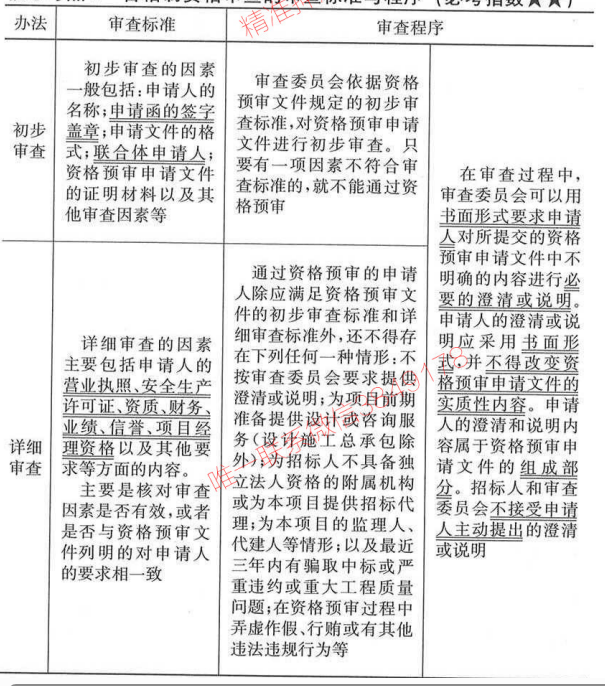 合格制资格审查的审查标准与程序（必考指数★★）
办法
审查标准
审查程序
初步
审查
初步审查的因素
一般包括:申请人的
名称;申请函的签字
盖章;申请文件的格
式;联合体申请人;
资格预审申请文件
的证明材料以及其
他审查因素等
审查委员会依据资格
预审文件规定的初步审
查标准,对资格预审申请
文件进行初步审查。只
要有一项因素不符合审
查标准的,就不能通过资
格预审
详细
审查
详细审查的因素
主要包括申请人的
营业执照、安全生产
许可证、资质、财务、
业绩、信誉、项目经
理资格以及其他要
求等方面的内容。
主要是核对审查
因素是否有效,或者
是否与资格预审文
件列明的对申请人
的要求相一致
通过资格预审的申请
人除应满足资格预审文
件的初步审查标准和详
细审查标准外,还不得存
在下列任何一种情形:不
按审查委员会要求提供
澄清或说明;为项目前期
准备提供设计或咨询服
务(设计施工总承包除
外);为招标人不具备独
立法人资格的附属机构
或为本项目提供招标代
理;为本项目的监理人、
代建人等情形;以及最近
三年内有骗取中标或严
重违约或重大工程质量
问题;在资格预审过程中
弄虚作假、行贿或有其他
违法违规行为等
在审查过程中,
审查委员会可以用
书面形式要求申请
人对所提交的资格
预审申请文件中不
明确的内容进行必
要的澄清或说明。
申请人的澄清或说
明应采用书面形
式,并不得改变资
格预审申请文件的
实质性内容。申请
人的澄清和说明内
容属于资格预审申
请文件的组成部
分。招标人和审查
委员会不接受申请
人主动提出的澄清
或说明
精准押
唯一联系微信